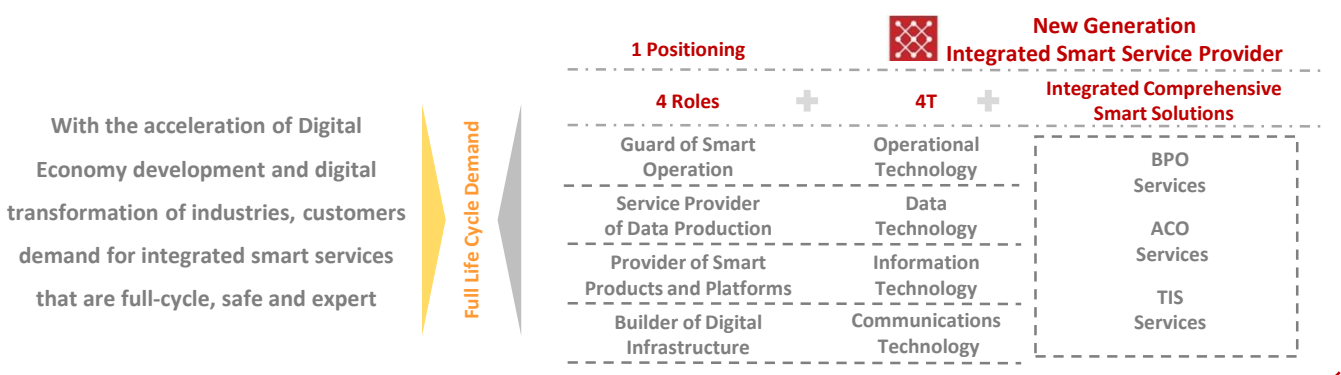 With the acceleration of Digital
Economy development and digital
transformation of industries, customers
demand for integrated smart services
that are full-cycle, safe and expert
Full Life Cycle Demand
1 Positioning
New Generation
Integrated Smart Service Provider
4 Roles
4T
Integrated Comprehensive
Smart Solutions
Guard of Smart
Operation
Operational
Technology
Service Provider
of Data Production
Data
Technology
Provider of Smart
Products and Platforms
Information
Technology
Builder of Digital
Infrastructure
Communications
Technology
BPO
Services
ACO
Services
TIS
Services